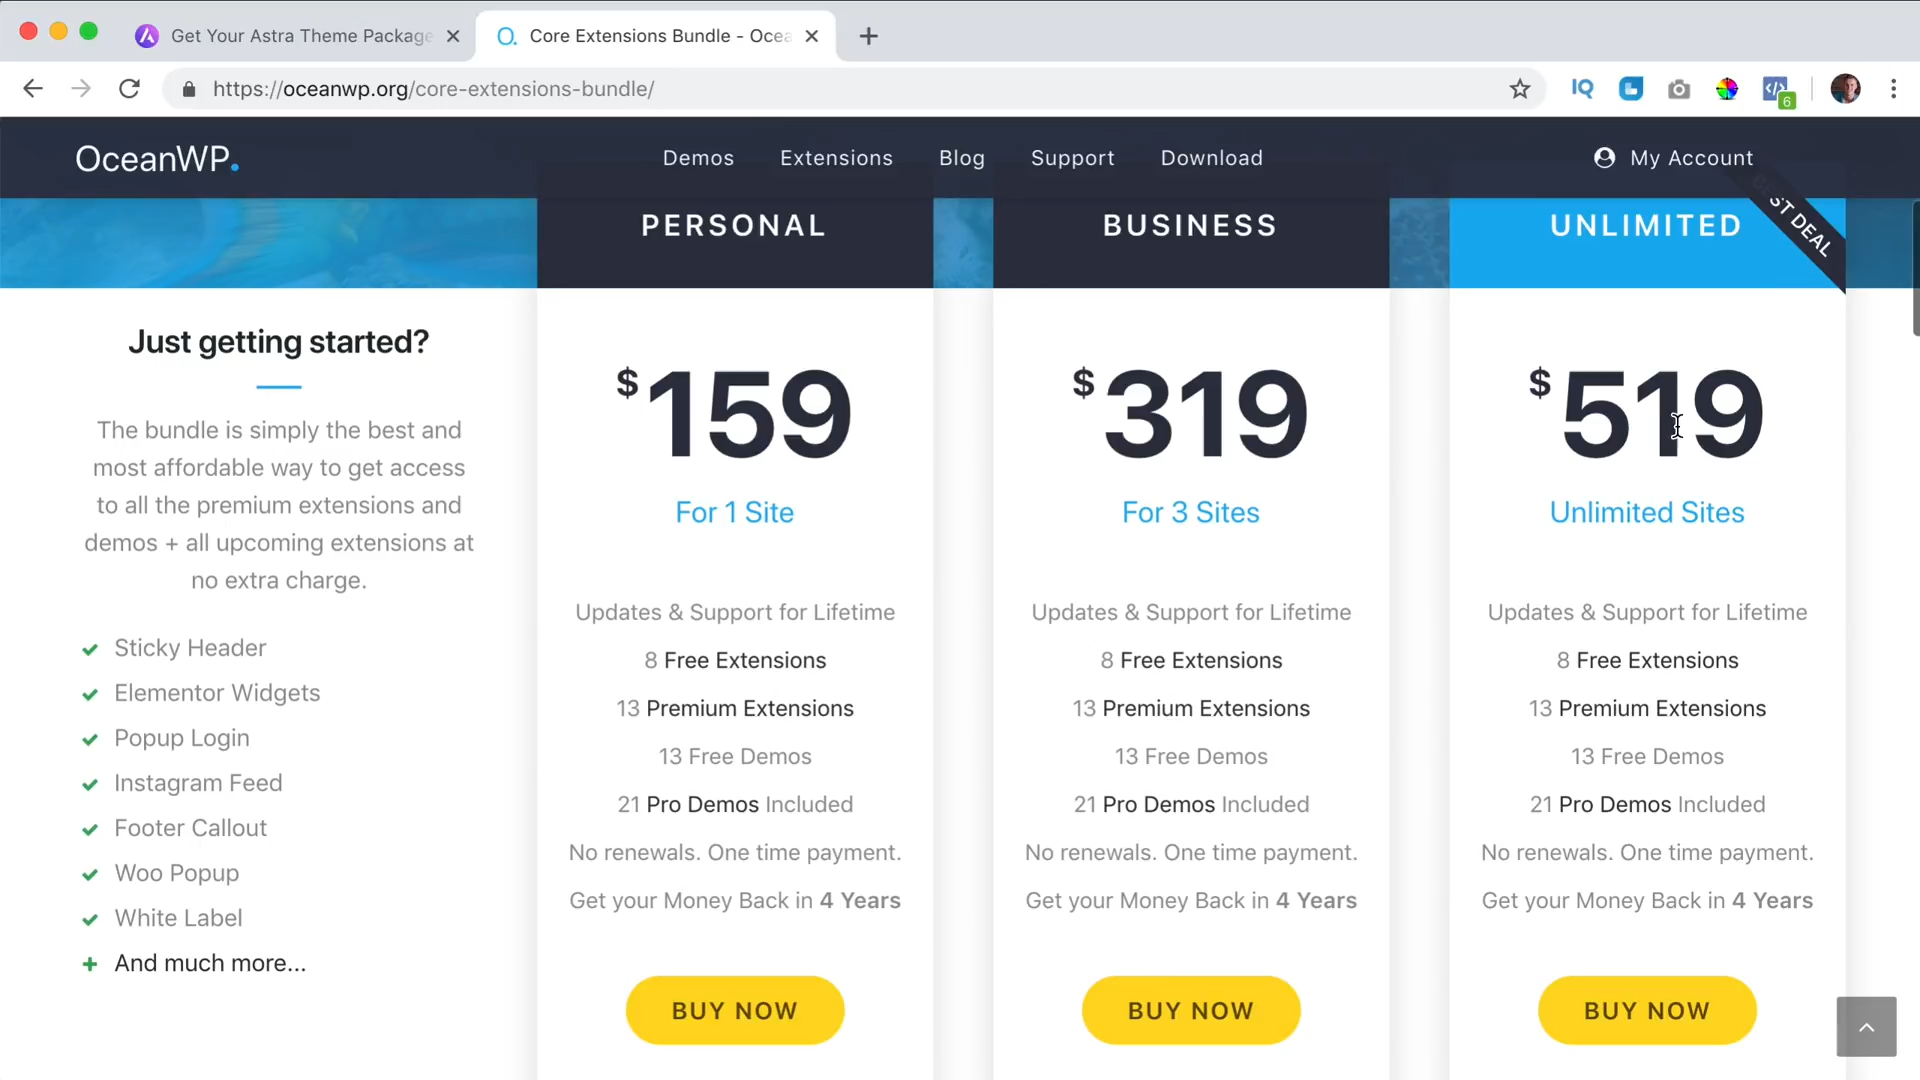 Get Your Astra Theme Package
Core Extensions Bundle - Ocea
https://oceanwp.org/core-extensions-bundle/
IQ
6
OceanWP.
Demos
Extensions
Blog
Support
Download
My Account
PERSONAL
BUSINESS
UNLIMITED
BEST DEAL
Just getting started?
The bundle is simply the best and
most affordable way to get access
to all the premium extensions and
demos + all upcoming extensions at
no extra charge.
Sticky Header
Elementor Widgets
Popup Login
Instagram Feed
Footer Callout
Woo Popup
White Label
And much more...
$159
For 1 Site
Updates & Support for Lifetime
8 Free Extensions
13 Premium Extensions
13 Free Demos
21 Pro Demos Included
No renewals. One time payment.
Get your Money Back in 4 Years
BUY NOW
$319
For 3 Sites
Updates & Support for Lifetime
8 Free Extensions
13 Premium Extensions
13 Free Demos
21 Pro Demos Included
No renewals. One time payment.
Get your Money Back in 4 Years
BUY NOW
$519
Unlimited Sites
Updates & Support for Lifetime
8 Free Extensions
13 Premium Extensions
13 Free Demos
21 Pro Demos Included
No renewals. One time payment.
Get your Money Back in 4 Years
BUY NOW